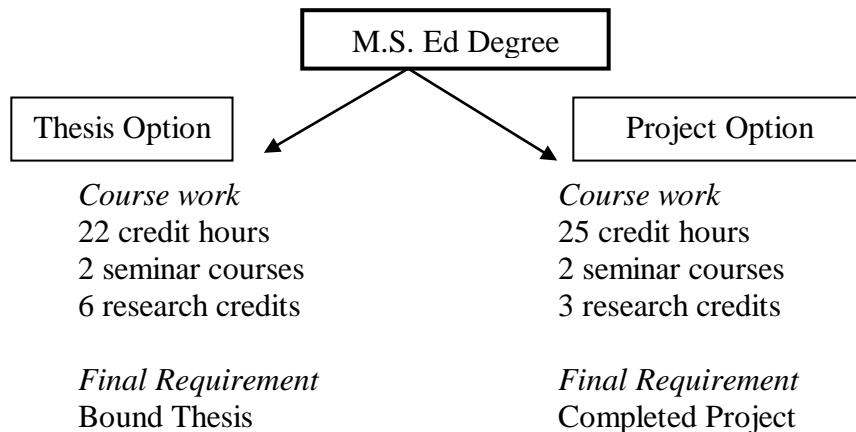 M.S. Ed Degree
Thesis Option
Course work
22 credit hours
2 seminar courses
6 research credits
Final Requirement
Bound Thesis
Project Option
Course work
25 credit hours
2 seminar courses
3 research credits
Final Requirement
Completed Project